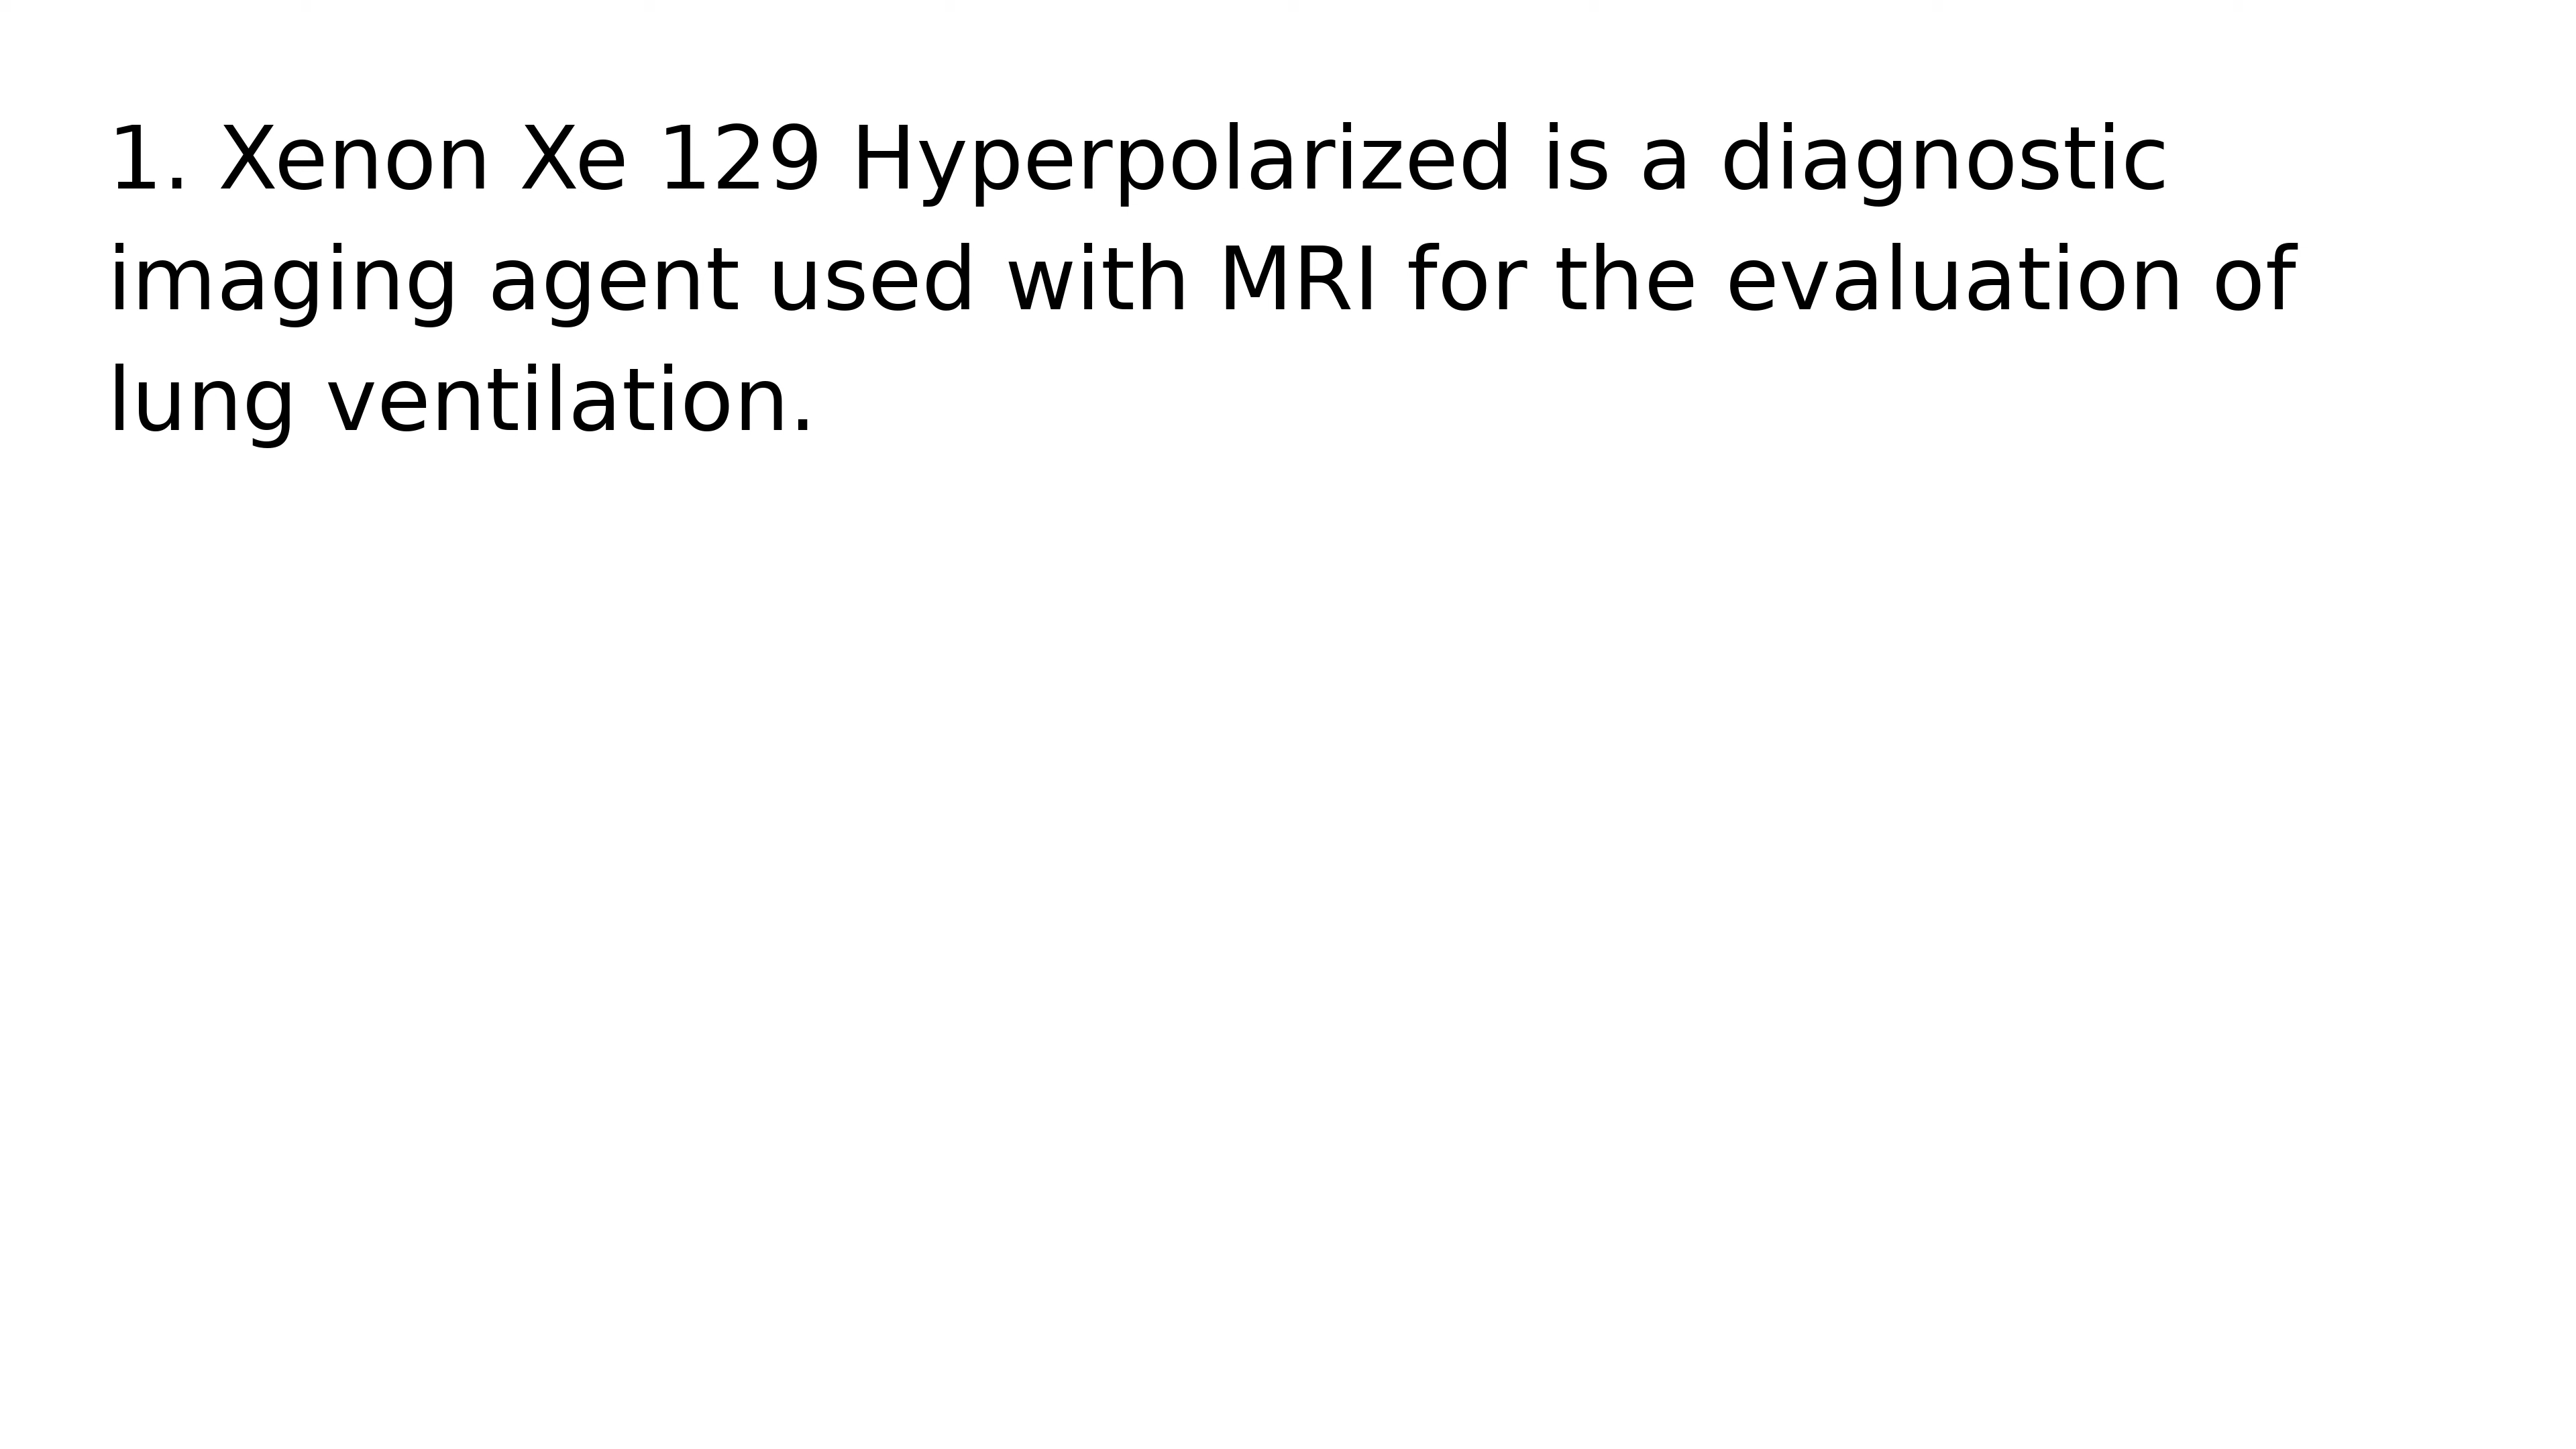 1. Xenon Xe 129 Hyperpolarized is a diagnostic
imaging agent used with MRI for the evaluation of
lung ventilation.